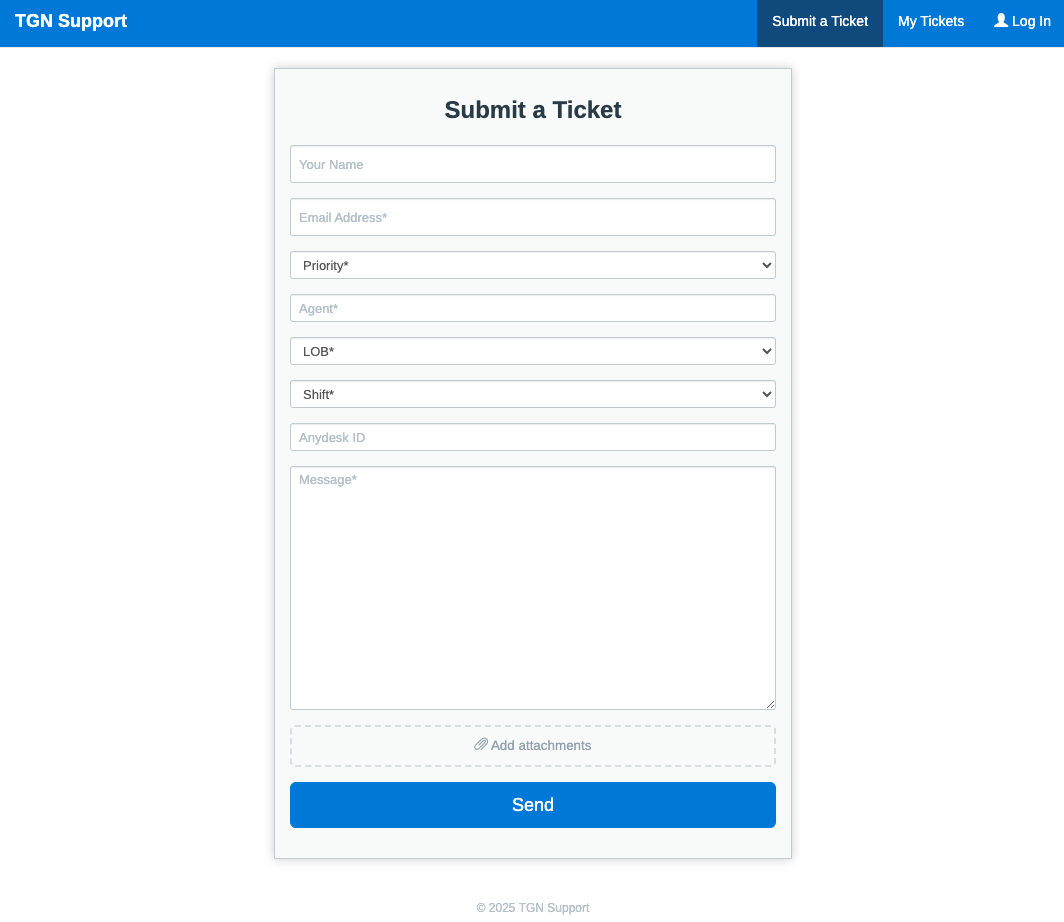 TGN Support
Submit a Ticket
My Tickets
Log In
Submit a Ticket
Your Name
Email Address*
Priority*
Agent*
LOB*
Shift*
Anydesk ID
Message*
Add attachments
Send
© 2025 TGN Support